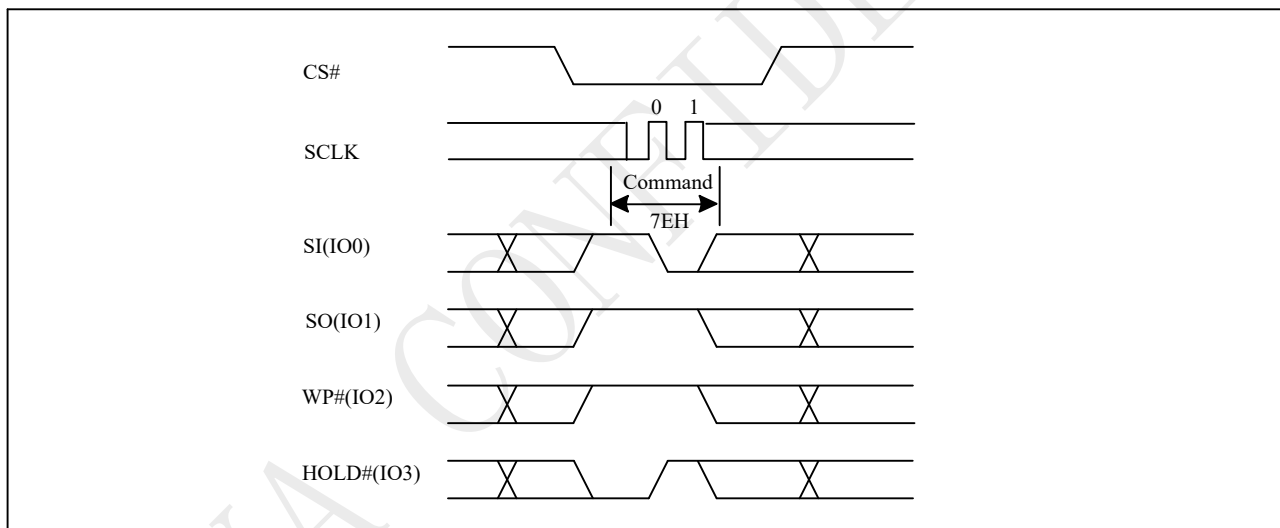 CS#
0 1
SCLK
Command
7EH
SI(IO0)
SO(IO1)
WP#(IO2)
HOLD#(IO3)